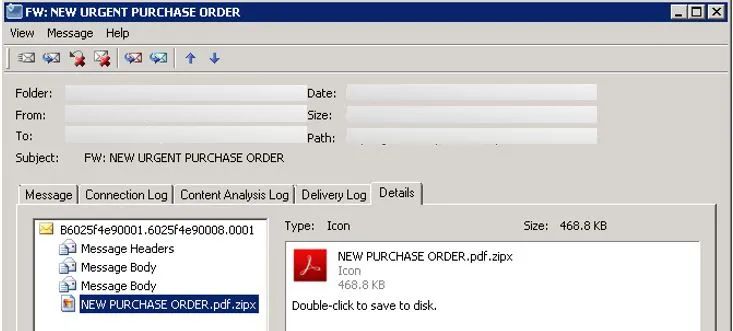 FW: NEW URGENT PURCHASE ORDER
View Message Help
Folder: Date:
From: Size:
To: Path:
Subject: FW: NEW URGENT PURCHASE ORDER
Message Connection Log Content Analysis Log Delivery Log Details
B6025f4e90001.6025f4e90008.0001
Message Headers
Message Body
Message Body
NEW PURCHASE ORDER.pdf.zipx
Type: Icon Size: 468.8 KB
NEW PURCHASE ORDER.pdf.zipx
Icon
468.8 KB
Double-click to save to disk.